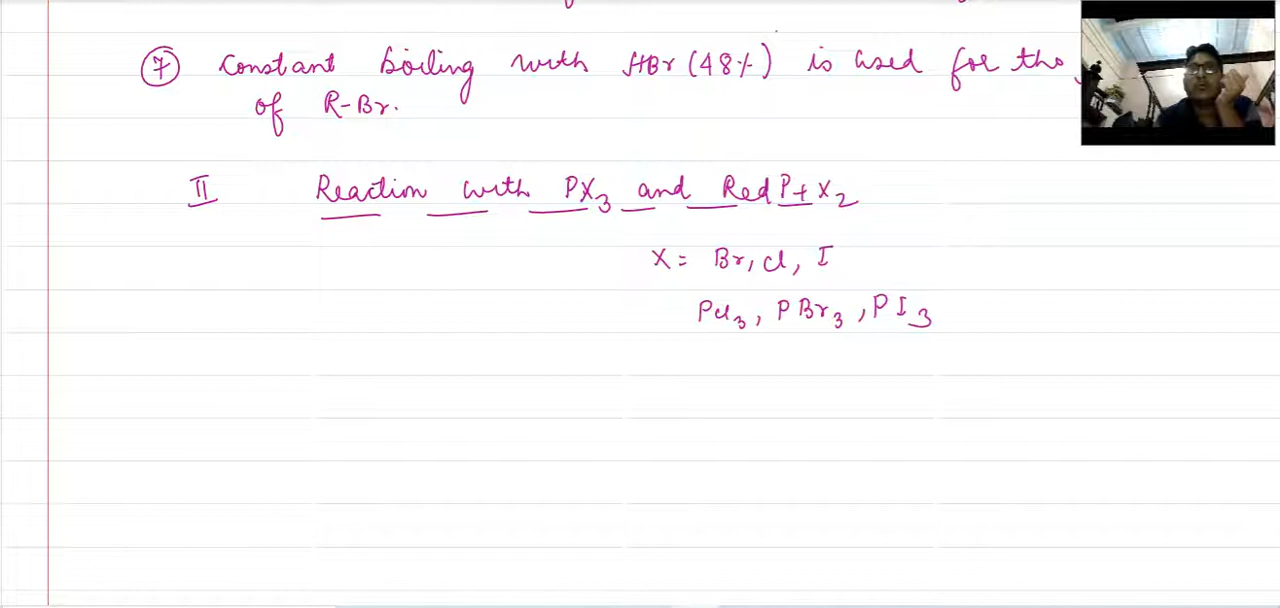 ⑦ Constant boiling with HBr (48%) is used for the
of R-Br.
II Reaction with PX₃ and Red P + X₂
X = Br, Cl, I
PCl₃, PBr₃, PI₃